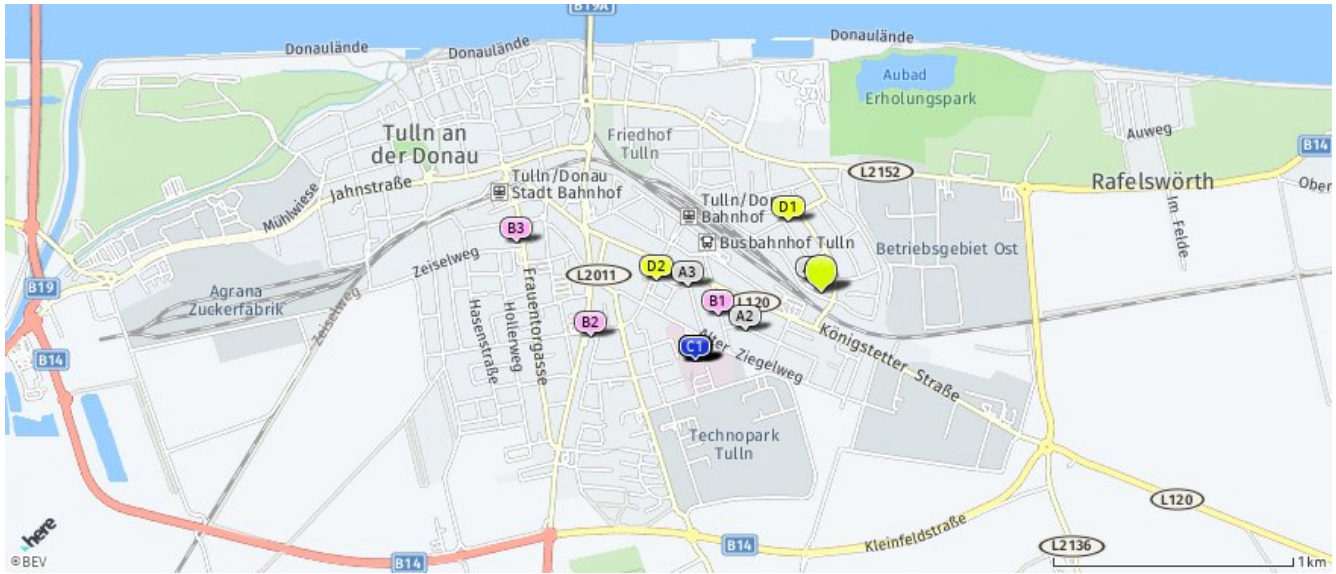 B19A
Donaulände
Donaulände
Donaulände
Aubad
Erholungspark
Auweg
B14
Tulln an
der Donau
Friedhof
Tulln
L2152
Rafelswörth
Ober
Mühlwiese
Jahnstraße
Tulln/Donau
Stadt Bahnhof
Tulln/Do
Bahnhof
D1
Im Felde
B3
Busbahnhof Tulln
Betriebsgebiet Ost
Zeiselweg
L2011
D2
A3
B19
Agrana
Zuckerfabrik
Zeiselweg
Hasenstraße
Hollerweg
Frauentorgasse
B1
L120
A2
B2
Königstetter Straße
C1
Alter Ziegelweg
B14
Technopark
Tulln
L120
Kleinfeldstraße
here
B14
B14
L2136
1km
©BEV